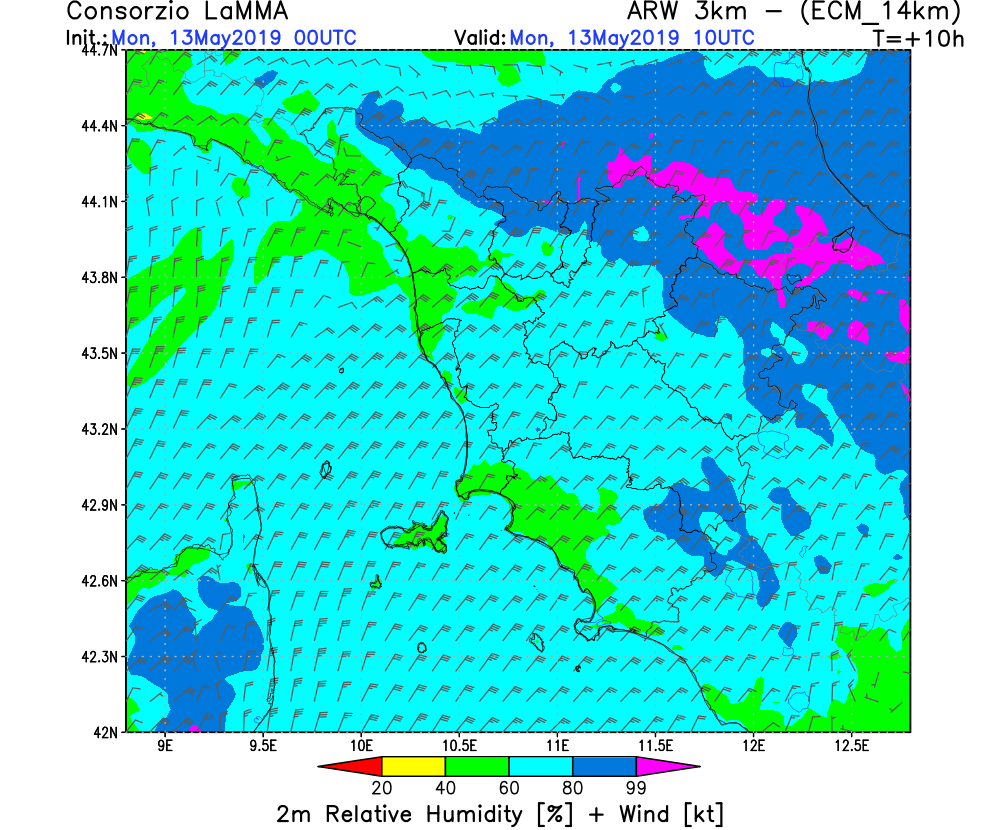 Consorzio LaMMA ARW 3km – (ECM_14km)
Init.: Mon, 13May2019 00UTC Valid: Mon, 13May2019 10UTC T=+10h
44.7N
44.4N
44.1N
43.8N
43.5N
43.2N
42.9N
42.6N
42.3N
42N
9E 9.5E 10E 10.5E 11E 11.5E 12E 12.5E
20 40 60 80 99
2m Relative Humidity [%] + Wind [kt]